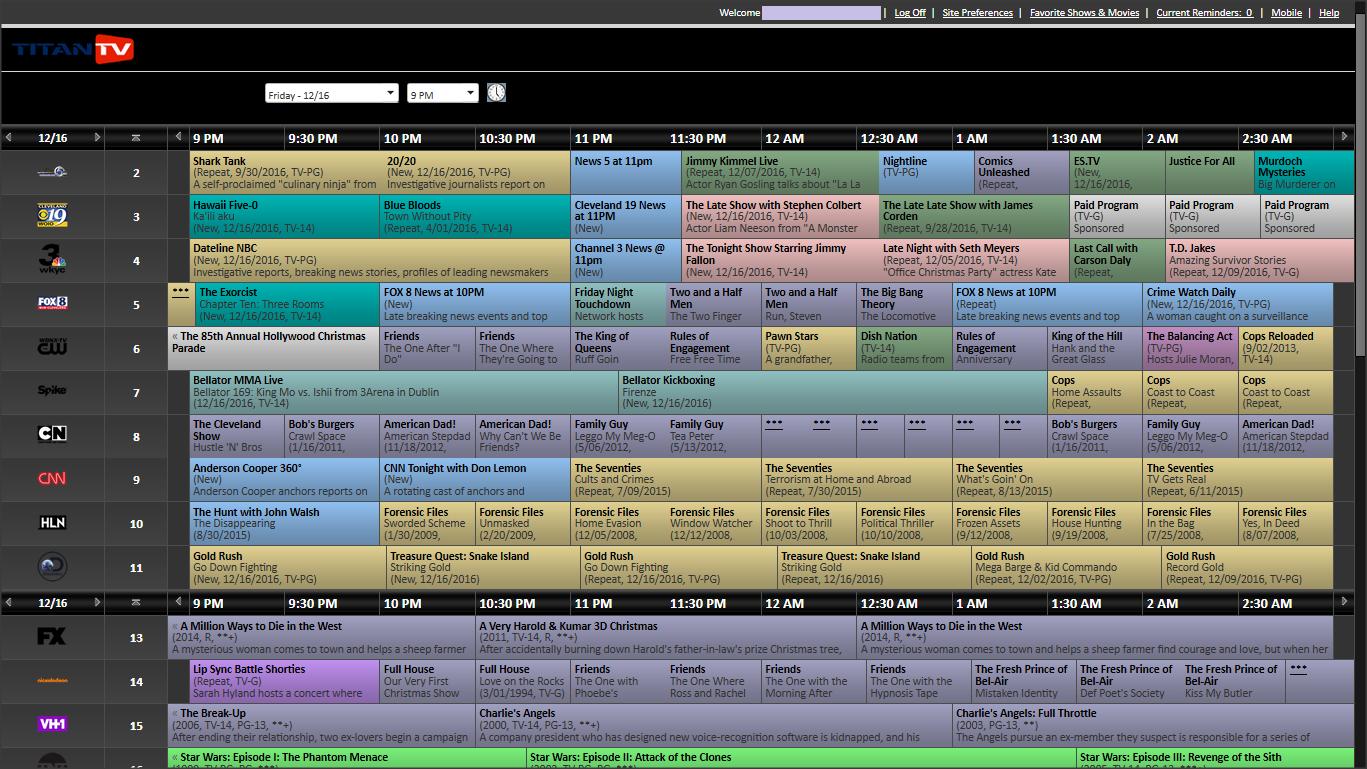 Welcome | Log Off | Site Preferences | Favorite Shows & Movies | Current Reminders: 0 | Mobile | Help
TITAN TV
Friday - 12/16 9 PM
12/16 9 PM 9:30 PM 10 PM 10:30 PM 11 PM 11:30 PM 12 AM 12:30 AM 1 AM 1:30 AM 2 AM 2:30 AM
2
Shark Tank
(Repeat, 9/30/2016, TV-PG)
A self-proclaimed "culinary ninja" from
20/20
(New, 12/16/2016, TV-PG)
Investigative journalists report on
News 5 at 11pm
Jimmy Kimmel Live
(Repeat, 12/07/2016, TV-14)
Actor Ryan Gosling talks about "La La
Nightline
(TV-PG)
Comics
Unleashed
(Repeat,
ES.TV
(New,
12/16/2016,
Justice For All
Murdoch
Mysteries
Big Murderer on
CLEVELAND
CBS 19
WOIO
3
Hawaii Five-0
Ka'ili aku
(New, 12/16/2016, TV-14)
Blue Bloods
Town Without Pity
(Repeat, 4/01/2016, TV-14)
Cleveland 19 News
at 11PM
(New)
The Late Show with Stephen Colbert
(New, 12/16/2016, TV-14)
Actor Liam Neeson from "A Monster
The Late Late Show with James
Corden
(Repeat, 9/28/2016, TV-14)
Paid Program
(TV-G)
Sponsored
Paid Program
(TV-G)
Sponsored
Paid Program
(TV-G)
Sponsored
3
wkyc
4
Dateline NBC
(New, 12/16/2016, TV-PG)
Investigative reports, breaking news stories, profiles of leading newsmakers
Channel 3 News @
11pm
(New)
The Tonight Show Starring Jimmy
Fallon
(New, 12/16/2016, TV-14)
Late Night with Seth Meyers
(Repeat, 12/05/2016, TV-14)
"Office Christmas Party" actress Kate
Last Call with
Carson Daly
(Repeat,
T.D. Jakes
Amazing Survivor Stories
(Repeat, 12/09/2016, TV-PG)
FOX 8
5
***
The Exorcist
Chapter Ten: Three Rooms
(New, 12/16/2016, TV-14)
FOX 8 News at 10PM
(New)
Late breaking news events and top
Friday Night
Touchdown
Network hosts
Two and a Half
Men
The Two Finger
Two and a Half
Men
Run, Steven
The Big Bang
Theory
The Locomotive
FOX 8 News at 10PM
(Repeat)
Late breaking news events and top
Crime Watch Daily
(New, 12/16/2016, TV-PG)
A woman caught on a surveillance
CW
6
« The 85th Annual Hollywood Christmas
Parade
Friends
The One After "I
Do"
Friends
The One Where
They're Going to
The King of
Queens
Ruff Goin
Rules of
Engagement
Free Free Time
Pawn Stars
(TV-PG)
A grandfather,
Dish Nation
(TV-14)
Radio teams from
Rules of
Engagement
Anniversary
King of the Hill
Hank and the
Great Glass
The Balancing Act
(TV-PG)
Hosts Julie Moran,
Cops Reloaded
(9/02/2013,
TV-14)
Spike
7
Bellator MMA Live
Bellator 169: King Mo vs. Ishii from 3Arena in Dublin
(12/16/2016, TV-14)
Bellator Kickboxing
Firenze
(New, 12/16/2016)
Cops
Home Assaults
(Repeat,
Cops
Coast to Coast
(Repeat,
Cops
Coast to Coast
(Repeat,
CN
8
The Cleveland
Show
Hustle 'N' Bros
Bob's Burgers
Crawl Space
(1/16/2011,
American Dad!
American Stepdad
(11/18/2012,
American Dad!
Why Can't We Be
Friends?
Family Guy
Leggo My Meg-O
(5/06/2012,
Family Guy
Tea Peter
(5/13/2012,
*** *** *** *** *** ***
Bob's Burgers
Crawl Space
(1/16/2011,
Family Guy
Leggo My Meg-O
(5/06/2012,
American Dad!
American Stepdad
(11/18/2012,
CNN
9
Anderson Cooper 360°
(New)
Anderson Cooper anchors reports on
CNN Tonight with Don Lemon
(New)
A rotating cast of anchors and
The Seventies
Cults and Crimes
(Repeat, 7/09/2015)
The Seventies
Terrorism at Home and Abroad
(Repeat, 7/30/2015)
The Seventies
What's Goin' On
(Repeat, 8/13/2015)
The Seventies
TV Gets Real
(Repeat, 6/11/2015)
HLN
10
The Hunt with John Walsh
The Disappearing
(8/30/2015)
Forensic Files
Sworded Scheme
(1/30/2009,
Forensic Files
Unmasked
(2/20/2009,
Forensic Files
Home Evasion
(12/05/2008,
Forensic Files
Window Watcher
(12/12/2008,
Forensic Files
Shoot to Thrill
(10/03/2008,
Forensic Files
Political Thriller
(10/10/2008,
Forensic Files
Frozen Assets
(9/12/2008,
Forensic Files
House Hunting
(9/19/2008,
Forensic Files
In the Bag
(7/25/2008,
Forensic Files
Yes, In Deed
(8/07/2008,
11
Gold Rush
Go Down Fighting
(New, 12/16/2016, TV-PG)
Treasure Quest: Snake Island
Striking Gold
(New, 12/16/2016)
Gold Rush
Go Down Fighting
(Repeat, 12/16/2016, TV-PG)
Treasure Quest: Snake Island
Striking Gold
(Repeat, 12/16/2016)
Gold Rush
Mega Barge & Kid Commando
(Repeat, 12/02/2016, TV-PG)
Gold Rush
Record Gold
(Repeat, 12/09/2016, TV-PG)
12/16 9 PM 9:30 PM 10 PM 10:30 PM 11 PM 11:30 PM 12 AM 12:30 AM 1 AM 1:30 AM 2 AM 2:30 AM
FX
13
« A Million Ways to Die in the West
(2014, R, **+)
A mysterious woman comes to town and helps a sheep farmer
A Very Harold & Kumar 3D Christmas
(2011, TV-14, R, **+)
After accidentally burning down Harold's father-in-law's prize Christmas tree,
A Million Ways to Die in the West
(2014, R, **+)
A mysterious woman comes to town and helps a sheep farmer find courage and love, but when her
nickelodeon
14
Lip Sync Battle Shorties
(Repeat, TV-G)
Sarah Hyland hosts a concert where
Full House
Our Very First
Christmas Show
Full House
Love on the Rocks
(3/01/1994, TV-G)
Friends
The One with
Phoebe's
Friends
The One Where
Ross and Rachel
Friends
The One with the
Morning After
Friends
The One with the
Hypnosis Tape
The Fresh Prince of
Bel-Air
Mistaken Identity
The Fresh Prince of
Bel-Air
Def Poet's Society
The Fresh Prince of
Bel-Air
Kiss My Butler
***
VH1
15
« The Break-Up
(2006, TV-14, PG-13, **+)
After ending their relationship, two ex-lovers begin a campaign
Charlie's Angels
(2000, TV-14, PG-13, **+)
A company president who has designed new voice-recognition software is kidnapped, and his
Charlie's Angels: Full Throttle
(2003, PG-13, **)
The Angels pursue an ex-member they suspect is responsible for a series of
« Star Wars: Episode I: The Phantom Menace
Star Wars: Episode II: Attack of the Clones
Star Wars: Episode III: Revenge of the Sith